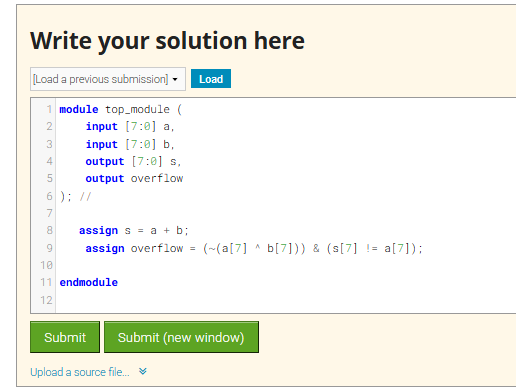 Write your solution here
[Load a previous submission] Load
1 module top_module (
2 input [7:0] a,
3 input [7:0] b,
4 output [7:0] s,
5 output overflow
6 ); //
7
8 assign s = a + b;
9 assign overflow = (~(a[7] ^ b[7])) & (s[7] != a[7]);
10
11 endmodule
12
Submit Submit (new window)
Upload a source file...